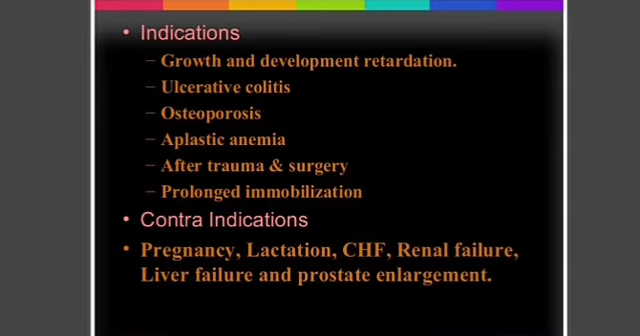 • Indications
– Growth and development retardation.
– Ulcerative colitis
– Osteoporosis
– Aplastic anemia
– After trauma & surgery
– Prolonged immobilization
• Contra Indications
• Pregnancy, Lactation, CHF, Renal failure,
Liver failure and prostate enlargement.